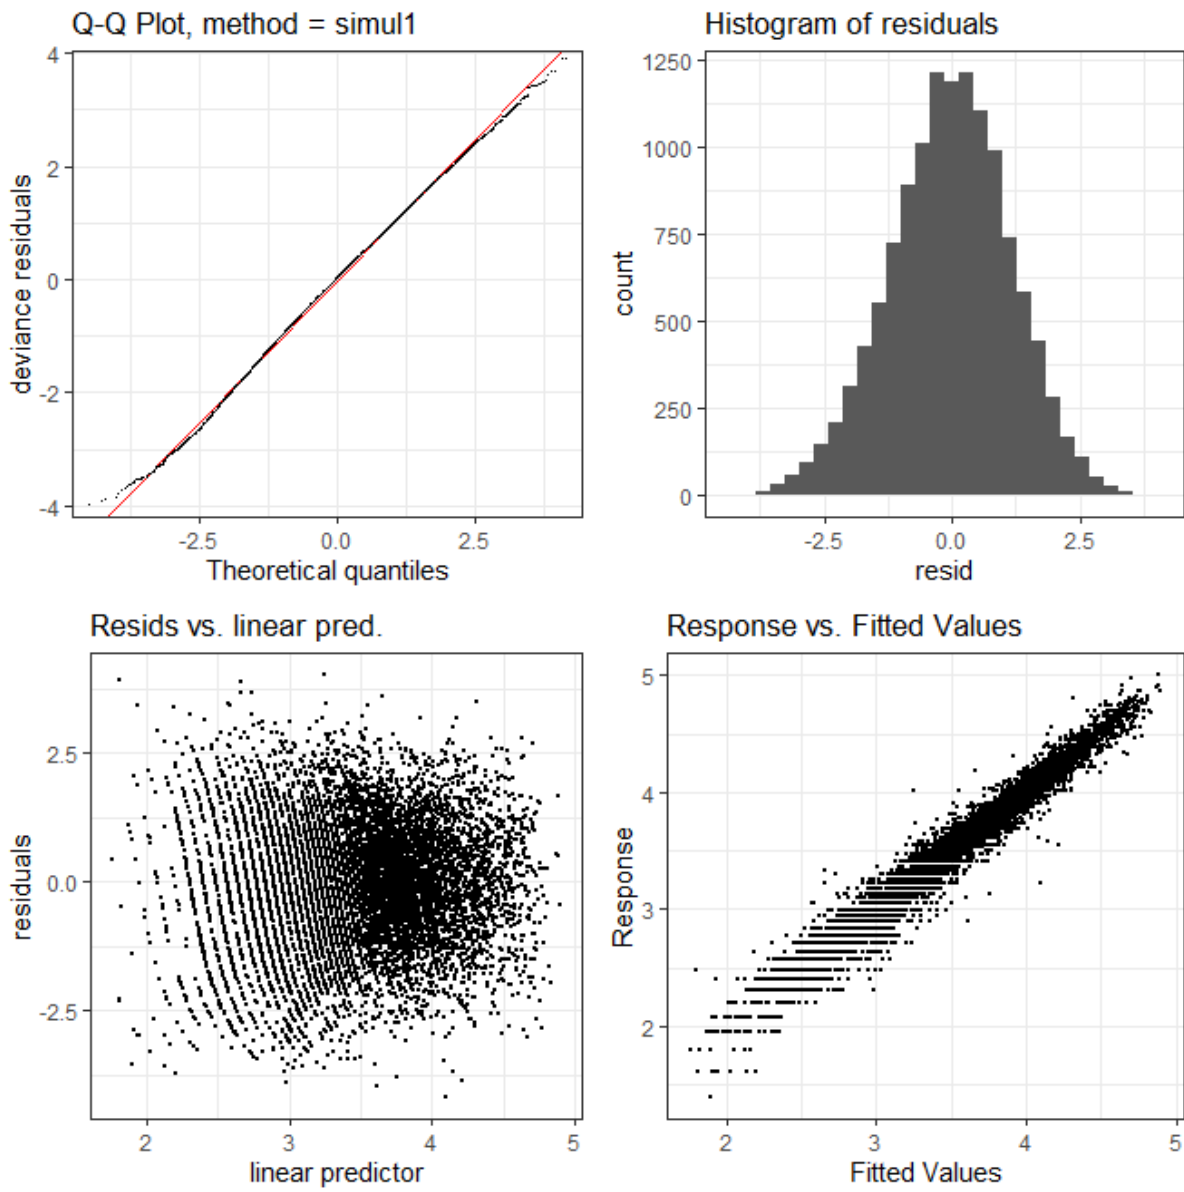 Q-Q Plot, method = simul1
4
2
0
-2
-4
deviance residuals
-2.5 0.0 2.5
Theoretical quantiles
Histogram of residuals
1250
1000
750
500
250
0
count
-2.5 0.0 2.5
resid
Resids vs. linear pred.
2.5
0.0
-2.5
residuals
2 3 4 5
linear predictor
Response vs. Fitted Values
5
4
3
2
Response
2 3 4 5
Fitted Values